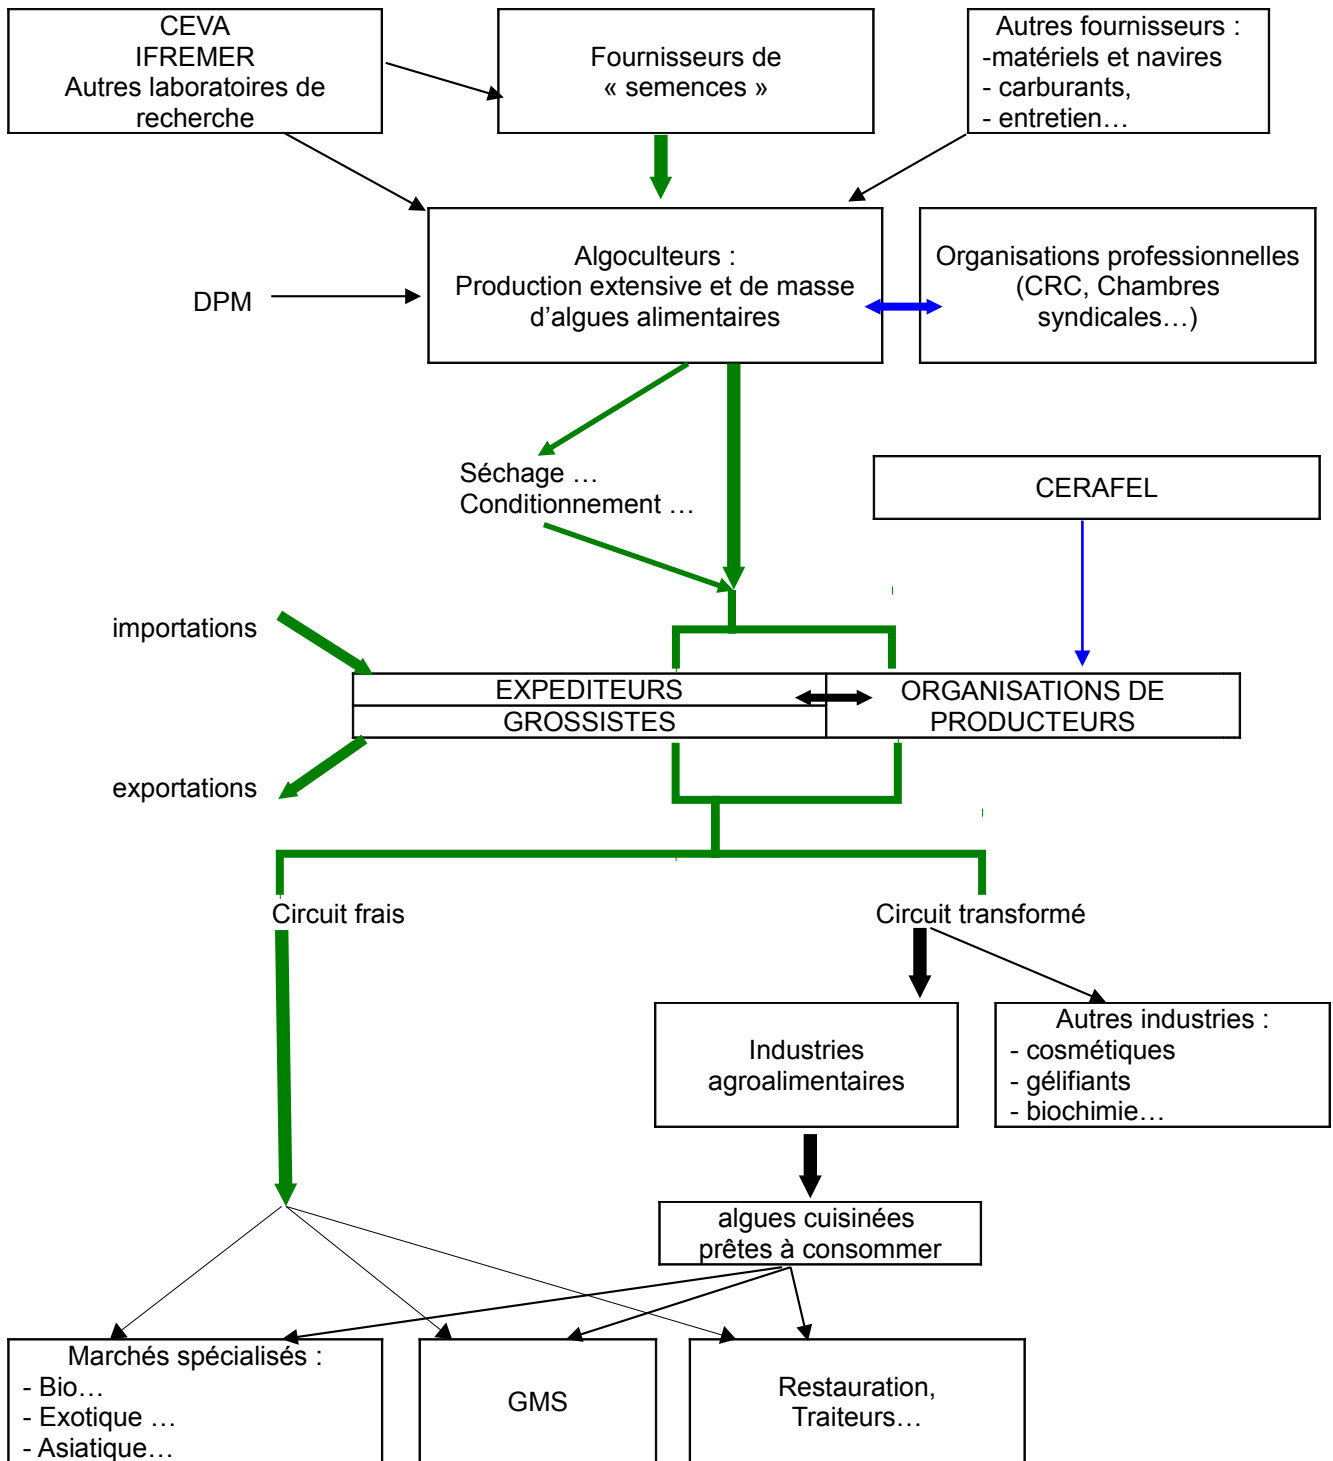 CEVA
IFREMER
Autres laboratoires de
recherche
Fournisseurs de
« semences »
Autres fournisseurs :
-matériels et navires
- carburants,
- entretien…
DPM
Algoculteurs :
Production extensive et de masse
d’algues alimentaires
Organisations professionnelles
(CRC, Chambres
syndicales…)
Séchage …
Conditionnement …
CERAFEL
importations
EXPEDITEURS
GROSSISTES
ORGANISATIONS DE
PRODUCTEURS
exportations
Circuit frais
Circuit transformé
Industries
agroalimentaires
Autres industries :
- cosmétiques
- gélifiants
- biochimie…
algues cuisinées
prêtes à consommer
Marchés spécialisés :
- Bio…
- Exotique …
- Asiatique…
GMS
Restauration,
Traiteurs…